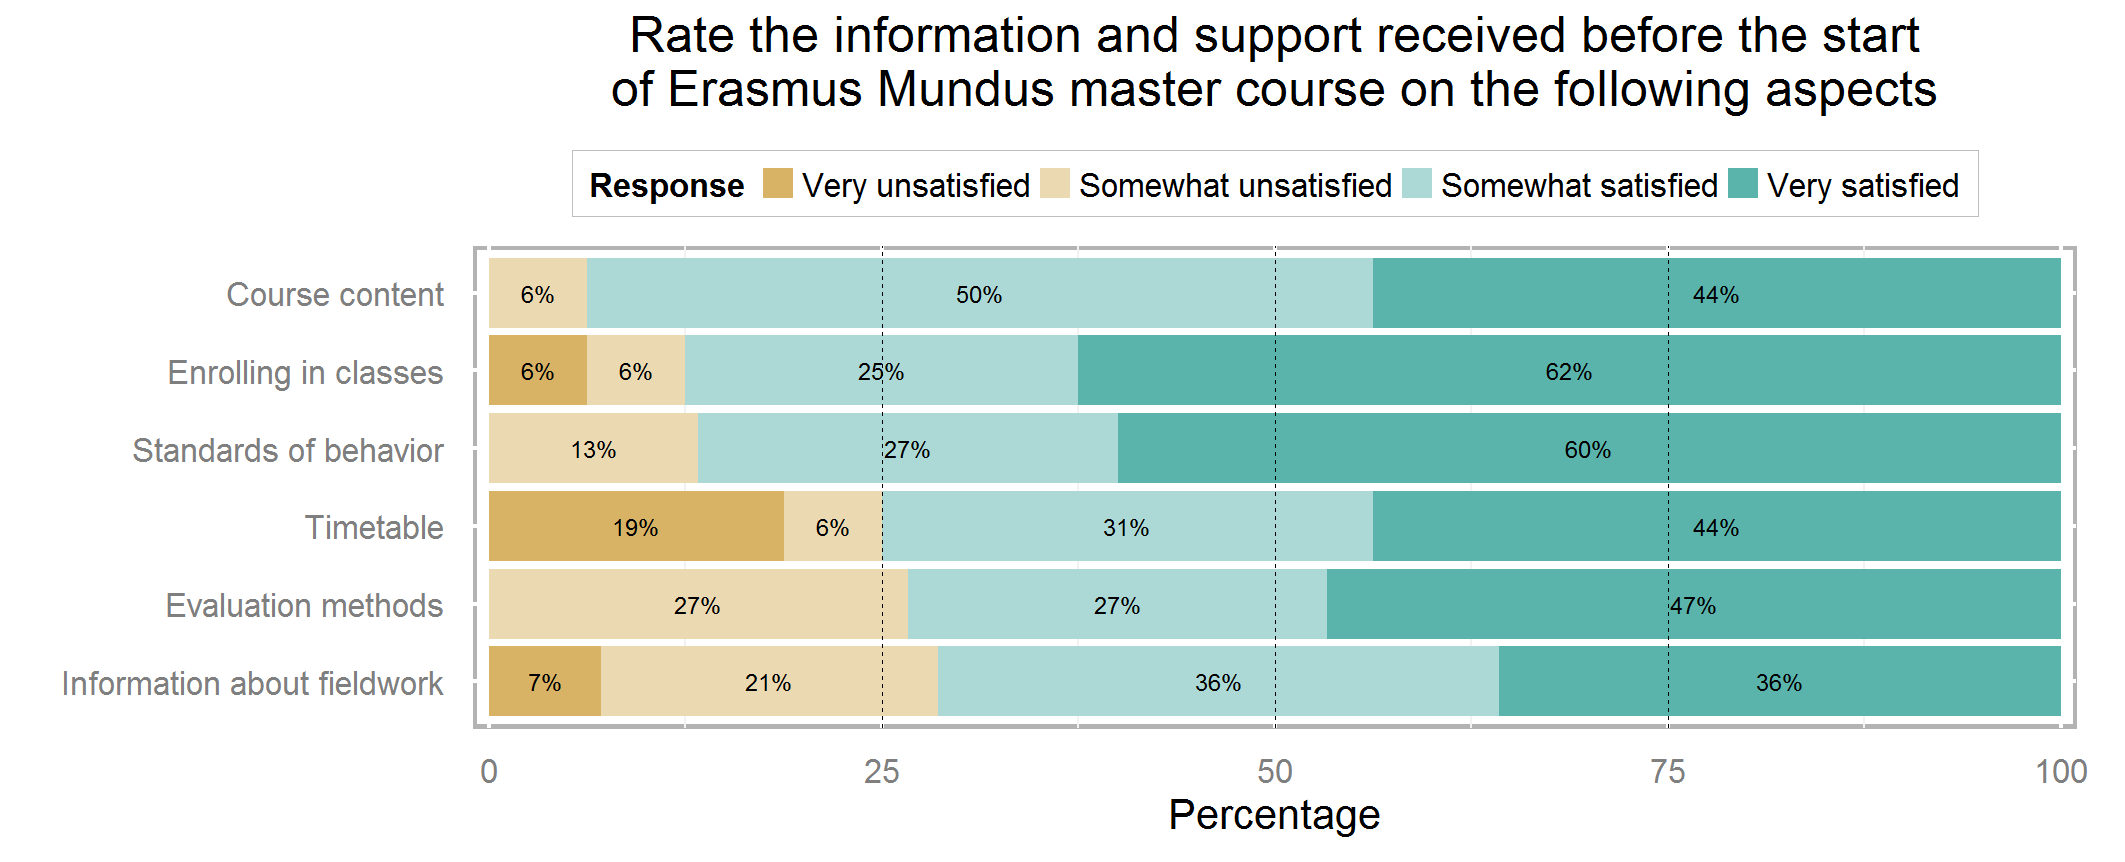 Rate the information and support received before the start
of Erasmus Mundus master course on the following aspects
Response Very unsatisfied Somewhat unsatisfied Somewhat satisfied Very satisfied
Course content 6% 50% 44%
Enrolling in classes 6% 6% 25% 62%
Standards of behavior 13% 27% 60%
Timetable 19% 6% 31% 44%
Evaluation methods 27% 27% 47%
Information about fieldwork 7% 21% 36% 36%
0 25 50 75 100
Percentage